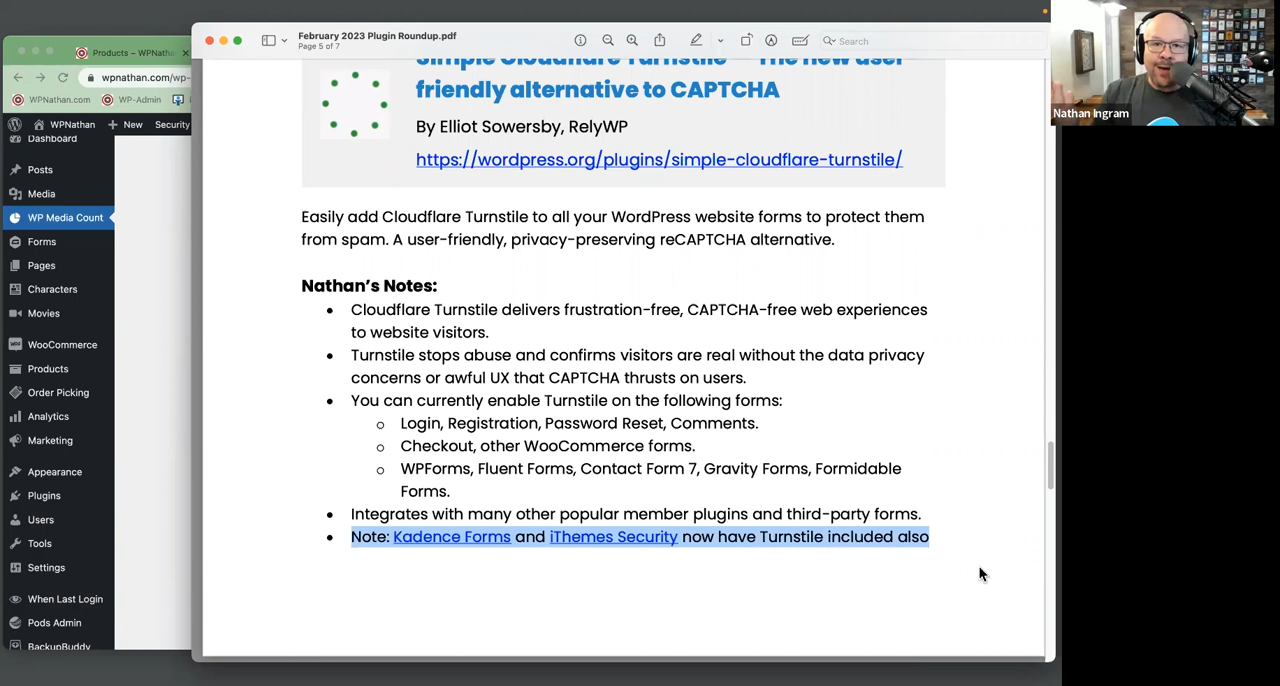 February 2023 Plugin Roundup.pdf
Page 5 of 7
Search
Products – WPNatha
wpnathan.com/wp-
WPNathan.com
WP-Admin
WPNathan
New
Security
Dashboard
Posts
Media
WP Media Count
Forms
Pages
Characters
Movies
WooCommerce
Products
Order Picking
Analytics
Marketing
Appearance
Plugins
Users
Tools
Settings
When Last Login
Pods Admin
BackupBuddy
Simple Cloudflare Turnstile — The new user-
friendly alternative to CAPTCHA
By Elliot Sowersby, RelyWP
https://wordpress.org/plugins/simple-cloudflare-turnstile/
Easily add Cloudflare Turnstile to all your WordPress website forms to protect them
from spam. A user-friendly, privacy-preserving reCAPTCHA alternative.
Nathan's Notes:
• Cloudflare Turnstile delivers frustration-free, CAPTCHA-free web experiences
to website visitors.
• Turnstile stops abuse and confirms visitors are real without the data privacy
concerns or awful UX that CAPTCHA thrusts on users.
• You can currently enable Turnstile on the following forms:
o Login, Registration, Password Reset, Comments.
o Checkout, other WooCommerce forms.
o WPForms, Fluent Forms, Contact Form 7, Gravity Forms, Formidable
Forms.
• Integrates with many other popular member plugins and third-party forms.
• Note: Kadence Forms and iThemes Security now have Turnstile included also
Nathan Ingram